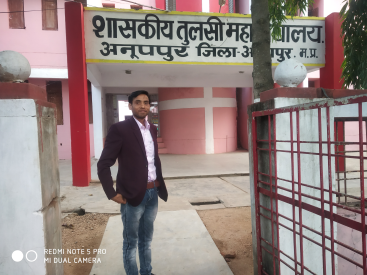 शासकीय तुलसी महाविद्यालय.
अनूपपुर जिला-अनूपपुर, म.प्र.
REDMI NOTE 5 PRO
MI DUAL CAMERA